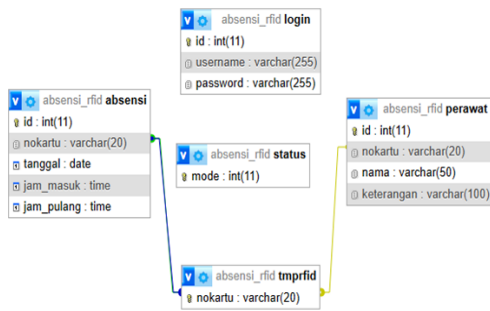 absensi_rfid login
id : int(11)
username : varchar(255)
password : varchar(255)
absensi_rfid absensi
id : int(11)
nokartu : varchar(20)
tanggal : date
jam_masuk : time
jam_pulang : time
absensi_rfid status
mode : int(11)
absensi_rfid perawat
id : int(11)
nokartu : varchar(20)
nama : varchar(50)
keterangan : varchar(100)
absensi_rfid tmprfid
nokartu : varchar(20)